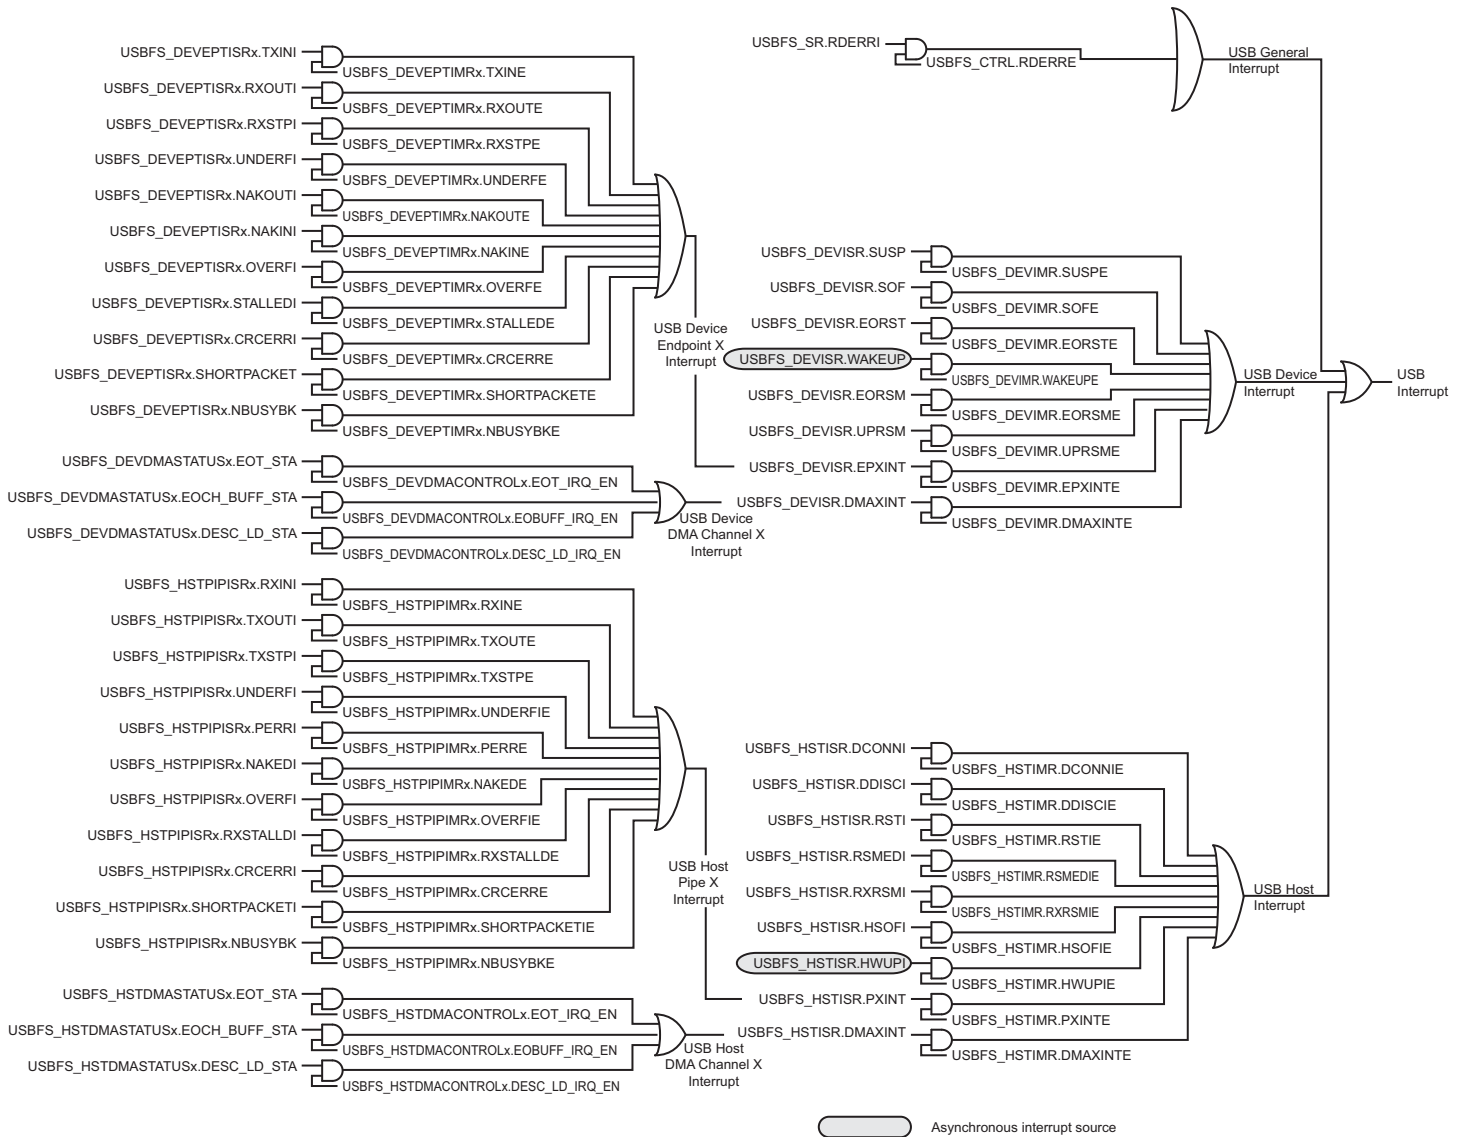 USBFS_DEVEPTISRx.TXINI
USBFS_DEVEPTIMRx.TXINE
USBFS_DEVEPTISRx.RXOUTI
USBFS_DEVEPTIMRx.RXOUTE
USBFS_DEVEPTISRx.RXSTPI
USBFS_DEVEPTIMRx.RXSTPE
USBFS_DEVEPTISRx.UNDERFI
USBFS_DEVEPTIMRx.UNDERFE
USBFS_DEVEPTISRx.NAKOUTI
USBFS_DEVEPTIMRx.NAKOUTE
USBFS_DEVEPTISRx.NAKINI
USBFS_DEVEPTIMRx.NAKINE
USBFS_DEVEPTISRx.OVERFI
USBFS_DEVEPTIMRx.OVERFE
USBFS_DEVEPTISRx.STALLEDI
USBFS_DEVEPTIMRx.STALLEDE
USBFS_DEVEPTISRx.CRCERRI
USBFS_DEVEPTIMRx.CRCERRE
USBFS_DEVEPTISRx.SHORTPACKET
USBFS_DEVEPTIMRx.SHORTPACKETE
USBFS_DEVEPTISRx.NBUSYBK
USBFS_DEVEPTIMRx.NBUSYBKE
USB Device
Endpoint X
Interrupt
USBFS_DEVDMASTATUSx.EOT_STA
USBFS_DEVDMACONTROLx.EOT_IRQ_EN
USBFS_DEVDMASTATUSx.EOCH_BUFF_STA
USBFS_DEVDMACONTROLx.EOBUFF_IRQ_EN
USBFS_DEVDMASTATUSx.DESC_LD_STA
USBFS_DEVDMACONTROLx.DESC_LD_IRQ_EN
USB Device
DMA Channel X
Interrupt
USBFS_HSTPIPISRx.RXINI
USBFS_HSTPIPIMRx.RXINE
USBFS_HSTPIPISRx.TXOUTI
USBFS_HSTPIPIMRx.TXOUTE
USBFS_HSTPIPISRx.TXSTPI
USBFS_HSTPIPIMRx.TXSTPE
USBFS_HSTPIPISRx.UNDERFI
USBFS_HSTPIPIMRx.UNDERFIE
USBFS_HSTPIPISRx.PERRI
USBFS_HSTPIPIMRx.PERRE
USBFS_HSTPIPISRx.NAKEDI
USBFS_HSTPIPIMRx.NAKEDE
USBFS_HSTPIPISRx.OVERFI
USBFS_HSTPIPIMRx.OVERFIE
USBFS_HSTPIPISRx.RXSTALLDI
USBFS_HSTPIPIMRx.RXSTALLDE
USBFS_HSTPIPISRx.CRCERRI
USBFS_HSTPIPIMRx.CRCERRE
USBFS_HSTPIPISRx.SHORTPACKETI
USBFS_HSTPIPIMRx.SHORTPACKETIE
USBFS_HSTPIPISRx.NBUSYBK
USBFS_HSTPIPIMRx.NBUSYBKE
USB Host
Pipe X
Interrupt
USBFS_HSTDMASTATUSx.EOT_STA
USBFS_HSTDMACONTROLx.EOT_IRQ_EN
USBFS_HSTDMASTATUSx.EOCH_BUFF_STA
USBFS_HSTDMACONTROLx.EOBUFF_IRQ_EN
USBFS_HSTDMASTATUSx.DESC_LD_STA
USBFS_HSTDMACONTROLx.DESC_LD_IRQ_EN
USB Host
DMA Channel X
Interrupt
USBFS_SR.RDERRI
USBFS_CTRL.RDERRE
USB General
Interrupt
USBFS_DEVISR.SUSP
USBFS_DEVIMR.SUSPE
USBFS_DEVISR.SOF
USBFS_DEVIMR.SOFE
USBFS_DEVISR.EORST
USBFS_DEVIMR.EORSTE
USBFS_DEVISR.WAKEUP
USBFS_DEVIMR.WAKEUPE
USBFS_DEVISR.EORSM
USBFS_DEVIMR.EORSME
USBFS_DEVISR.UPRSM
USBFS_DEVIMR.UPRSME
USBFS_DEVISR.EPXINT
USBFS_DEVIMR.EPXINTE
USBFS_DEVISR.DMAXINT
USBFS_DEVIMR.DMAXINTE
USB Device
Interrupt
USB
Interrupt
USBFS_HSTISR.DCONNI
USBFS_HSTIMR.DCONNIE
USBFS_HSTISR.DDISCI
USBFS_HSTIMR.DDISCIE
USBFS_HSTISR.RSTI
USBFS_HSTIMR.RSTIE
USBFS_HSTISR.RSMEDI
USBFS_HSTIMR.RSMEDIE
USBFS_HSTISR.RXRSMI
USBFS_HSTIMR.RXRSMIE
USBFS_HSTISR.HSOFI
USBFS_HSTIMR.HSOFIE
USBFS_HSTISR.HWUPI
USBFS_HSTIMR.HWUPIE
USBFS_HSTISR.PXINT
USBFS_HSTIMR.PXINTE
USBFS_HSTISR.DMAXINT
USBFS_HSTIMR.DMAXINTE
USB Host
Interrupt
Asynchronous interrupt source